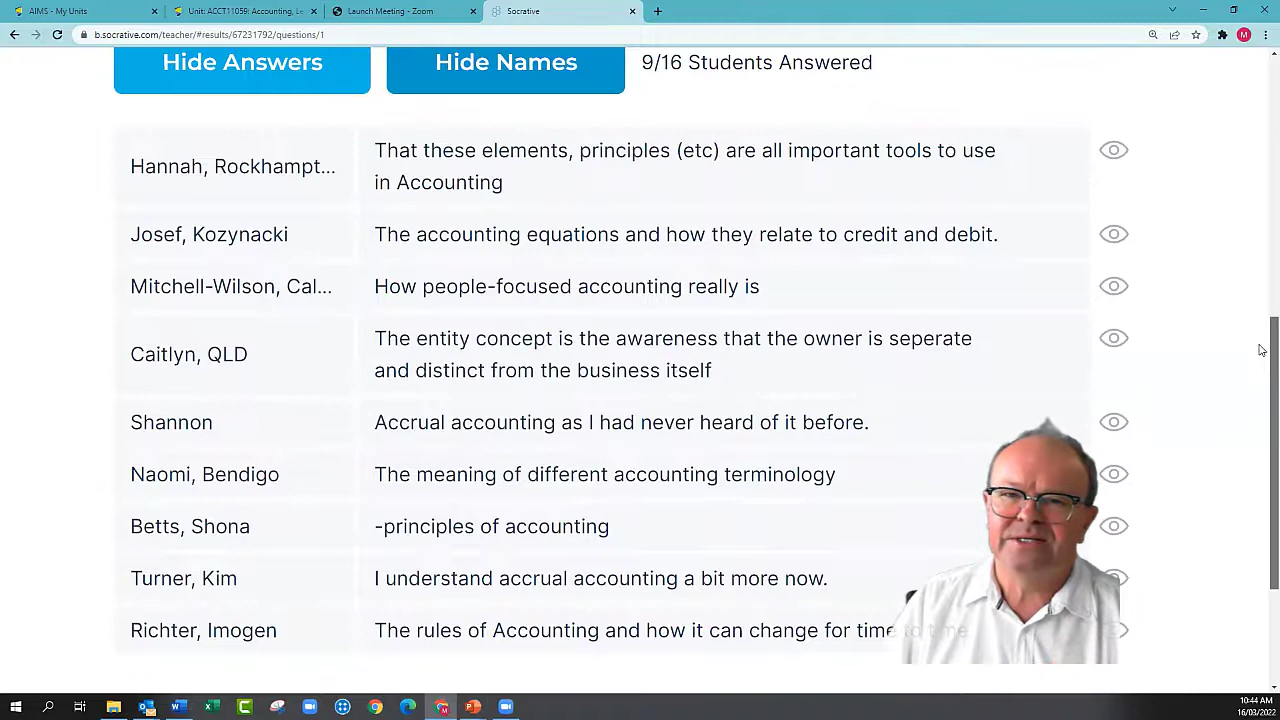 AIMS - My Units
Unit: ACCT11059: Accounting, Le
Launch Meeting - Zoom
Socrative
b.socrative.com/teacher/#results/67231792/questions/1
M
Hide Answers
Hide Names
9/16 Students Answered
Hannah, Rockhampt...
That these elements, principles (etc) are all important tools to use
in Accounting
Josef, Kozynacki
The accounting equations and how they relate to credit and debit.
Mitchell-Wilson, Cal...
How people-focused accounting really is
Caitlyn, QLD
The entity concept is the awareness that the owner is seperate
and distinct from the business itself
Shannon
Accrual accounting as I had never heard of it before.
Naomi, Bendigo
The meaning of different accounting terminology
Betts, Shona
-principles of accounting
Turner, Kim
I understand accrual accounting a bit more now.
Richter, Imogen
The rules of Accounting and how it can change for time to time
10:44 AM
16/03/2022